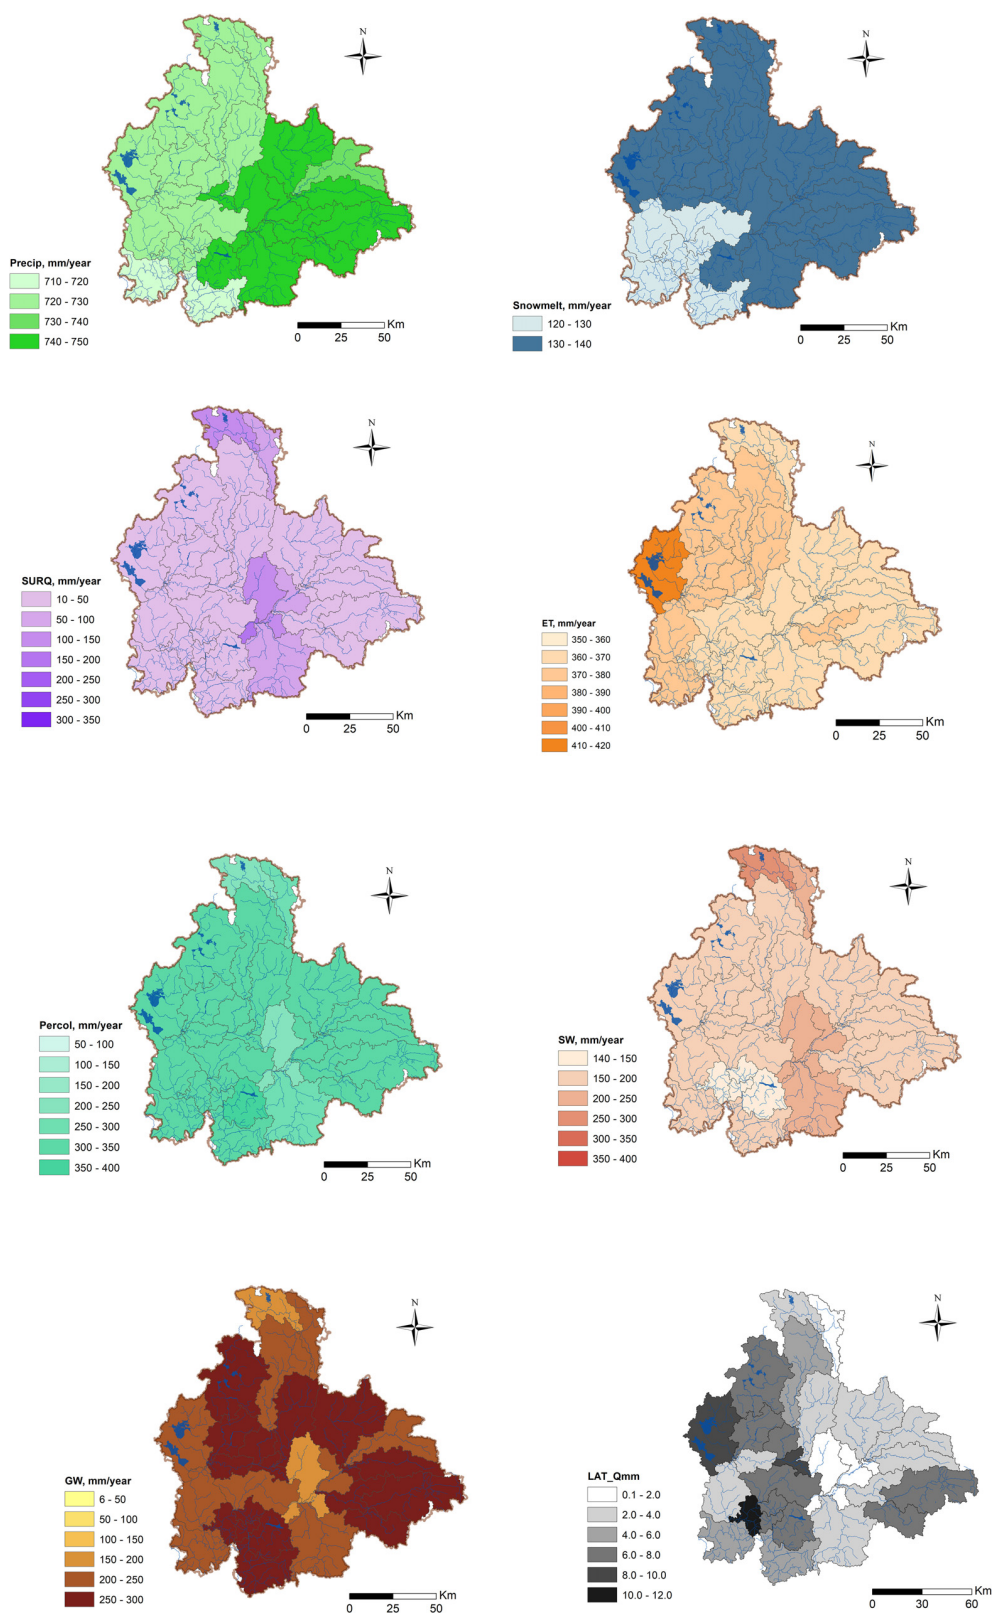 N
Precip, mm/year
710 - 720
720 - 730
730 - 740
740 - 750
Km
0 25 50
N
Snowmelt, mm/year
120 - 130
130 - 140
Km
0 25 50
N
SURQ, mm/year
10 - 50
50 - 100
100 - 150
150 - 200
200 - 250
250 - 300
300 - 350
Km
0 25 50
N
ET, mm/year
350 - 360
360 - 370
370 - 380
380 - 390
390 - 400
400 - 410
410 - 420
Km
0 25 50
N
Percol, mm/year
50 - 100
100 - 150
150 - 200
200 - 250
250 - 300
300 - 350
350 - 400
Km
0 25 50
N
SW, mm/year
140 - 150
150 - 200
200 - 250
250 - 300
300 - 350
350 - 400
Km
0 25 50
N
GW, mm/year
6 - 50
50 - 100
100 - 150
150 - 200
200 - 250
250 - 300
Km
0 25 50
N
LAT_Qmm
0.1 - 2.0
2.0 - 4.0
4.0 - 6.0
6.0 - 8.0
8.0 - 10.0
10.0 - 12.0
Km
0 30 60